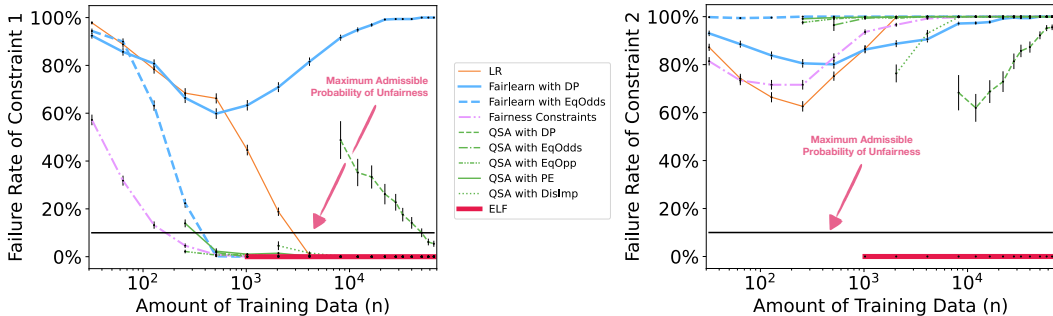 Failure Rate of Constraint 1
100%
80%
60%
40%
20%
0%
10²
10³
10⁴
Amount of Training Data (n)
Maximum Admissible
Probability of Unfairness
LR
Fairlearn with DP
Fairlearn with EqOdds
Fairness Constraints
QSA with DP
QSA with EqOdds
QSA with EqOpp
QSA with PE
QSA with DisImp
ELF
Failure Rate of Constraint 2
100%
80%
60%
40%
20%
0%
10²
10³
10⁴
Amount of Training Data (n)
Maximum Admissible
Probability of Unfairness